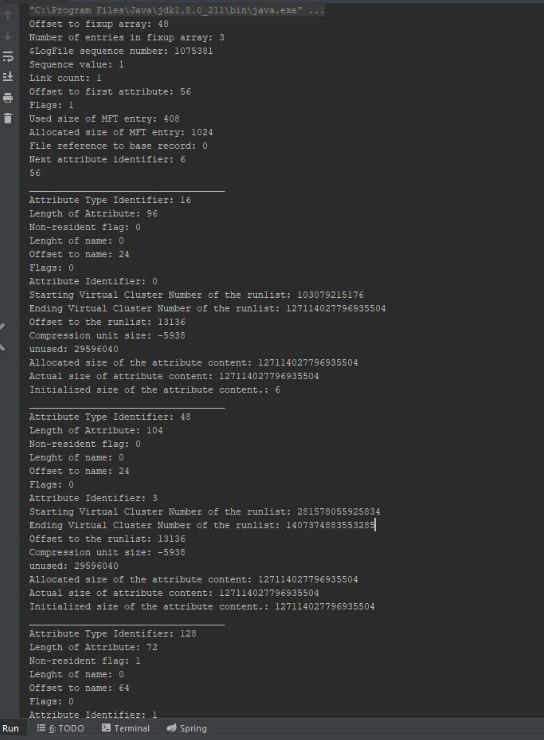 "C:\Program Files\Java\jdk1.8.0_211\bin\java.exe" ...
Offset to fixup array: 48
Number of entries in fixup array: 3
$LogFile sequence number: 1075381
Sequence value: 1
Link count: 1
Offset to first attribute: 56
Flags: 1
Used size of MFT entry: 408
Allocated size of MFT entry: 1024
File reference to base record: 0
Next attribute identifier: 6
56
______________________________
Attribute Type Identifier: 16
Length of Attribute: 96
Non-resident flag: 0
Lenght of name: 0
Offset to name: 24
Flags: 0
Attribute Identifier: 0
Starting Virtual Cluster Number of the runlist: 103079215176
Ending Virtual Cluster Number of the runlist: 127114027796935504
Offset to the runlist: 13136
Compression unit size: -5938
unused: 29596040
Allocated size of the attribute content: 127114027796935504
Actual size of attribute content: 127114027796935504
Initialized size of the attribute content.: 6
______________________________
Attribute Type Identifier: 48
Length of Attribute: 104
Non-resident flag: 0
Lenght of name: 0
Offset to name: 24
Flags: 0
Attribute Identifier: 3
Starting Virtual Cluster Number of the runlist: 281578055925834
Ending Virtual Cluster Number of the runlist: 1407374883553285
Offset to the runlist: 13136
Compression unit size: -5938
unused: 29596040
Allocated size of the attribute content: 127114027796935504
Actual size of attribute content: 127114027796935504
Initialized size of the attribute content.: 127114027796935504
______________________________
Attribute Type Identifier: 128
Length of Attribute: 72
Non-resident flag: 1
Lenght of name: 0
Offset to name: 64
Flags: 0
Attribute Identifier: 1
Run 6: TODO Terminal Spring